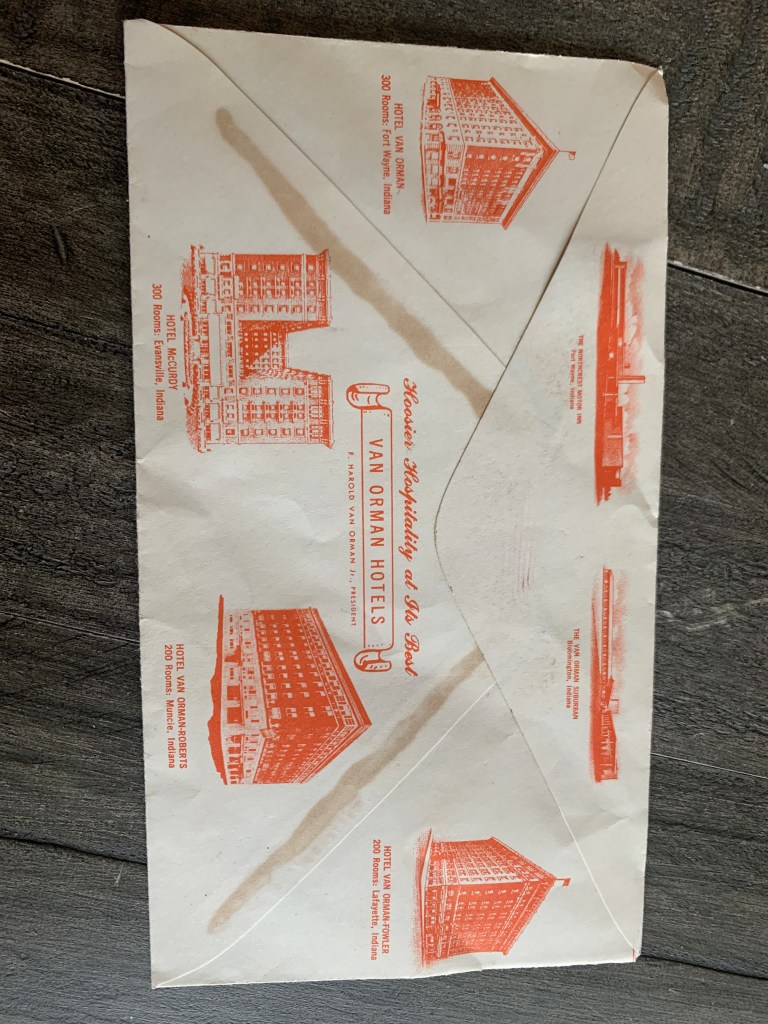 THE NORTHCREST MOTOR INN
Fort Wayne, Indiana
THE VAN ORMAN SUBURBAN
Bloomington, Indiana
HOTEL VAN ORMAN-
300 Rooms: Fort Wayne, Indiana
Hoosier Hospitality at Its Best
VAN ORMAN HOTELS
F. HAROLD VAN ORMAN Jr., PRESIDENT
HOTEL VAN ORMAN-FOWLER
200 Rooms: Lafayette, Indiana
HOTEL McCURDY
300 Rooms: Evansville, Indiana
HOTEL VAN ORMAN-ROBERTS
200 Rooms: Muncie, Indiana